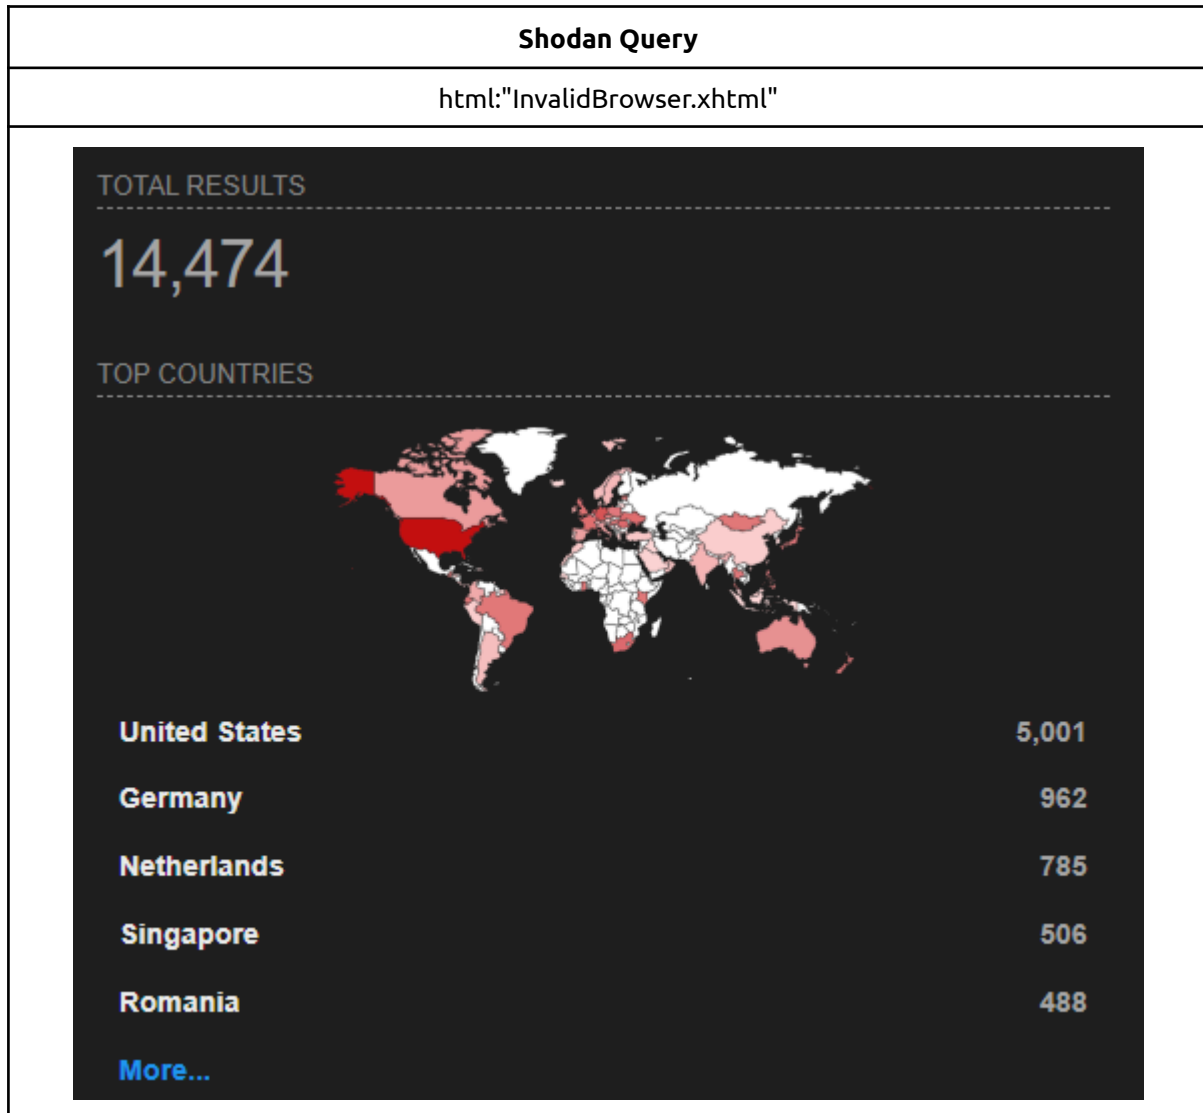 Shodan Query
html:"InvalidBrowser.xhtml"
TOTAL RESULTS
14,474
TOP COUNTRIES
United States 5,001
Germany 962
Netherlands 785
Singapore 506
Romania 488
More...